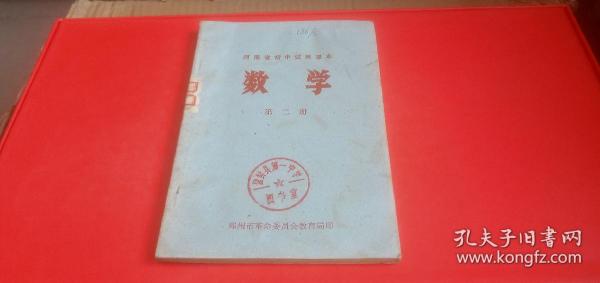 河南省初中试用课本
数学
第二册
郑州市革命委员会教育局印
孔夫子旧书网
www.kongfz.com